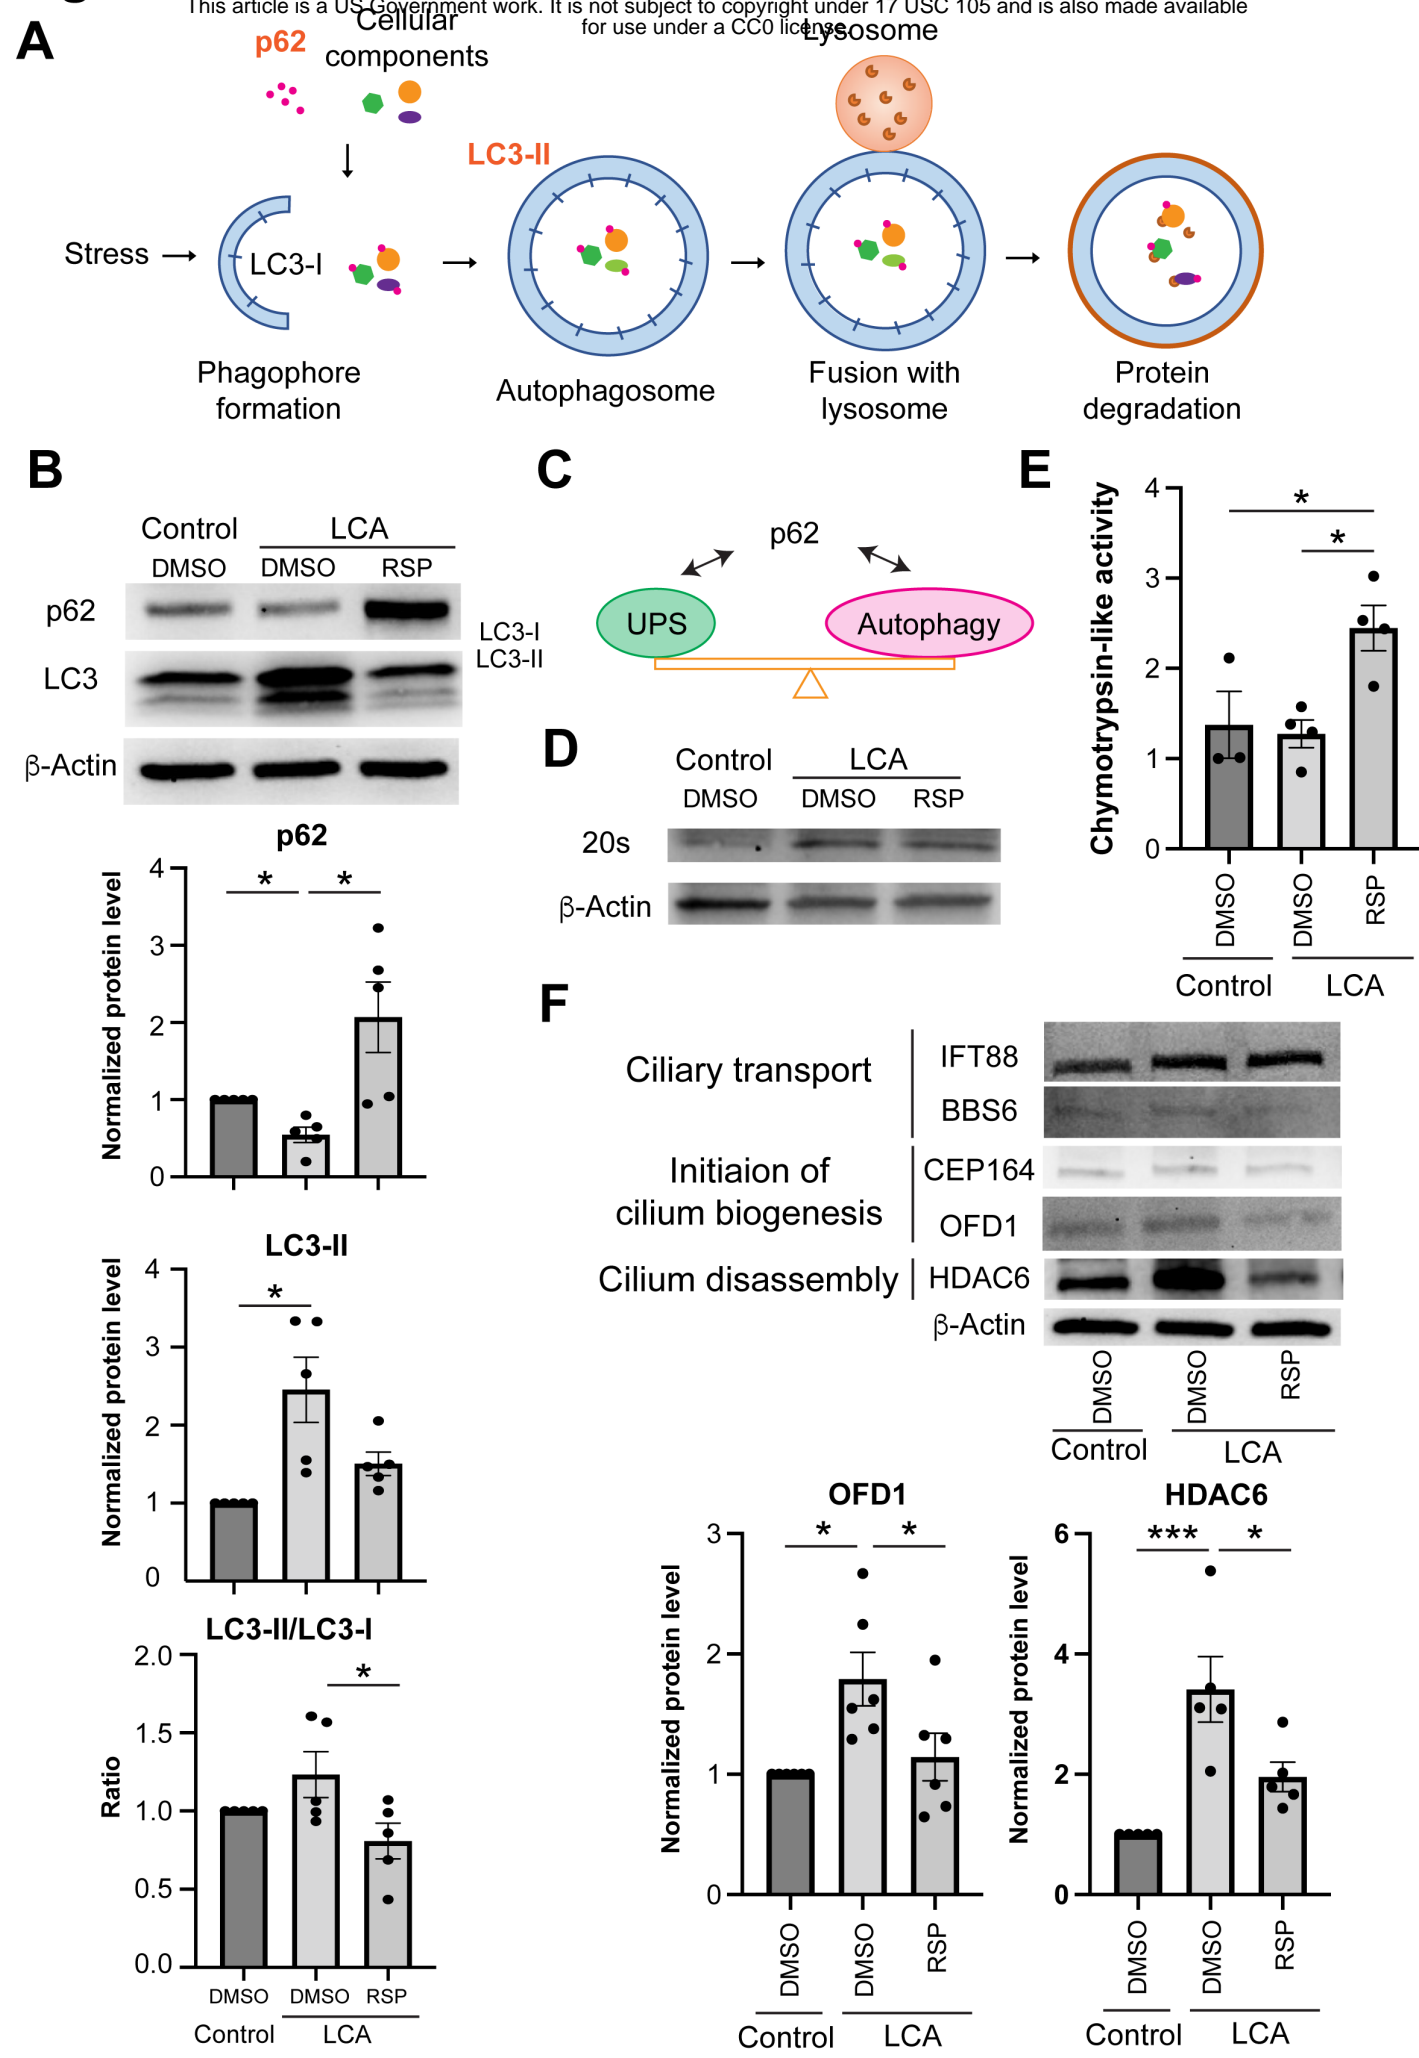 This article is a US Government work. It is not subject to copyright under 17 USC 105 and is also made available
for use under a CC0 license.
A
p62
Cellular
components
Lysosome
LC3-II
Stress
LC3-I
Phagophore
formation
Autophagosome
Fusion with
lysosome
Protein
degradation
B
Control
LCA
DMSO
DMSO
RSP
p62
LC3
LC3-I
LC3-II
β-Actin
p62
Normalized protein level
4
3
2
1
0
*
*
LC3-II
Normalized protein level
4
3
2
1
0
*
LC3-II/LC3-I
Ratio
2.0
1.5
1.0
0.5
0.0
*
DMSO
DMSO
RSP
Control
LCA
C
p62
UPS
Autophagy
D
Control
LCA
DMSO
DMSO
RSP
20s
β-Actin
E
Chymotrypsin-like activity
4
3
2
1
0
*
*
DMSO
DMSO
RSP
Control
LCA
F
Ciliary transport
IFT88
BBS6
Initiaion of
cilium biogenesis
CEP164
OFD1
Cilium disassembly
HDAC6
β-Actin
DMSO
DMSO
RSP
Control
LCA
OFD1
Normalized protein level
3
2
1
0
*
*
DMSO
DMSO
RSP
Control
LCA
HDAC6
Normalized protein level
6
4
2
0
***
*
DMSO
DMSO
RSP
Control
LCA